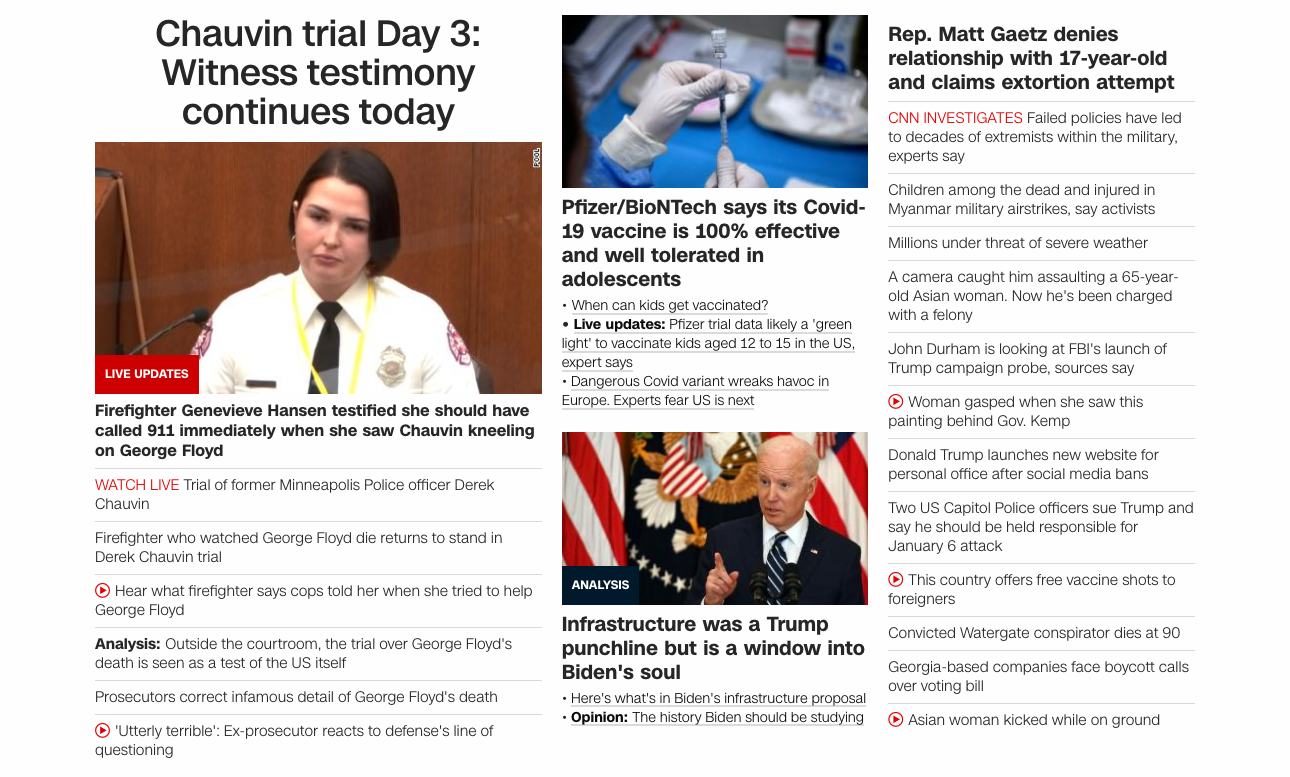 Chauvin trial Day 3:
Witness testimony
continues today
POOL
LIVE UPDATES
Firefighter Genevieve Hansen testified she should have
called 911 immediately when she saw Chauvin kneeling
on George Floyd
WATCH LIVE Trial of former Minneapolis Police officer Derek
Chauvin
Firefighter who watched George Floyd die returns to stand in
Derek Chauvin trial
Hear what firefighter says cops told her when she tried to help
George Floyd
Analysis: Outside the courtroom, the trial over George Floyd's
death is seen as a test of the US itself
Prosecutors correct infamous detail of George Floyd's death
'Utterly terrible': Ex-prosecutor reacts to defense's line of
questioning
Pfizer/BioNTech says its Covid-
19 vaccine is 100% effective
and well tolerated in
adolescents
• When can kids get vaccinated?
• Live updates: Pfizer trial data likely a 'green
light' to vaccinate kids aged 12 to 15 in the US,
expert says
• Dangerous Covid variant wreaks havoc in
Europe. Experts fear US is next
ANALYSIS
Infrastructure was a Trump
punchline but is a window into
Biden's soul
• Here's what's in Biden's infrastructure proposal
• Opinion: The history Biden should be studying
Rep. Matt Gaetz denies
relationship with 17-year-old
and claims extortion attempt
CNN INVESTIGATES Failed policies have led
to decades of extremists within the military,
experts say
Children among the dead and injured in
Myanmar military airstrikes, say activists
Millions under threat of severe weather
A camera caught him assaulting a 65-year-
old Asian woman. Now he's been charged
with a felony
John Durham is looking at FBI's launch of
Trump campaign probe, sources say
Woman gasped when she saw this
painting behind Gov. Kemp
Donald Trump launches new website for
personal office after social media bans
Two US Capitol Police officers sue Trump and
say he should be held responsible for
January 6 attack
This country offers free vaccine shots to
foreigners
Convicted Watergate conspirator dies at 90
Georgia-based companies face boycott calls
over voting bill
Asian woman kicked while on ground